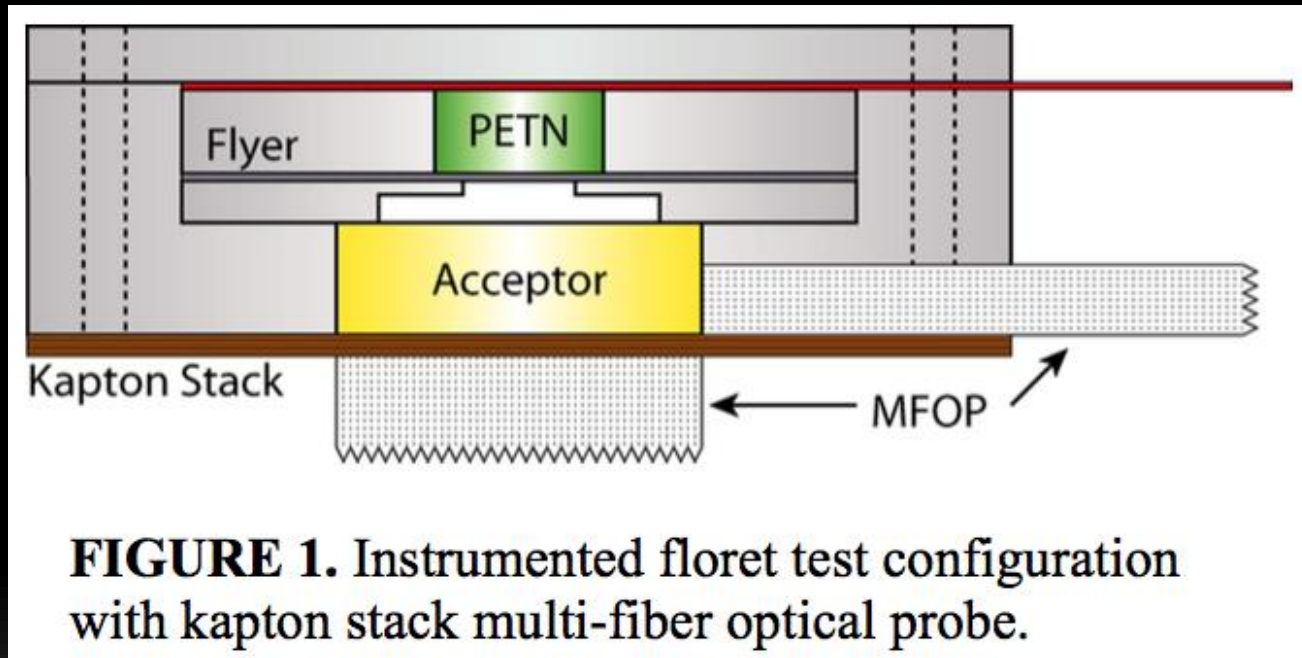 Flyer
PETN
Acceptor
Kapton Stack
MFOP
FIGURE 1. Instrumented floret test configuration
with kapton stack multi-fiber optical probe.